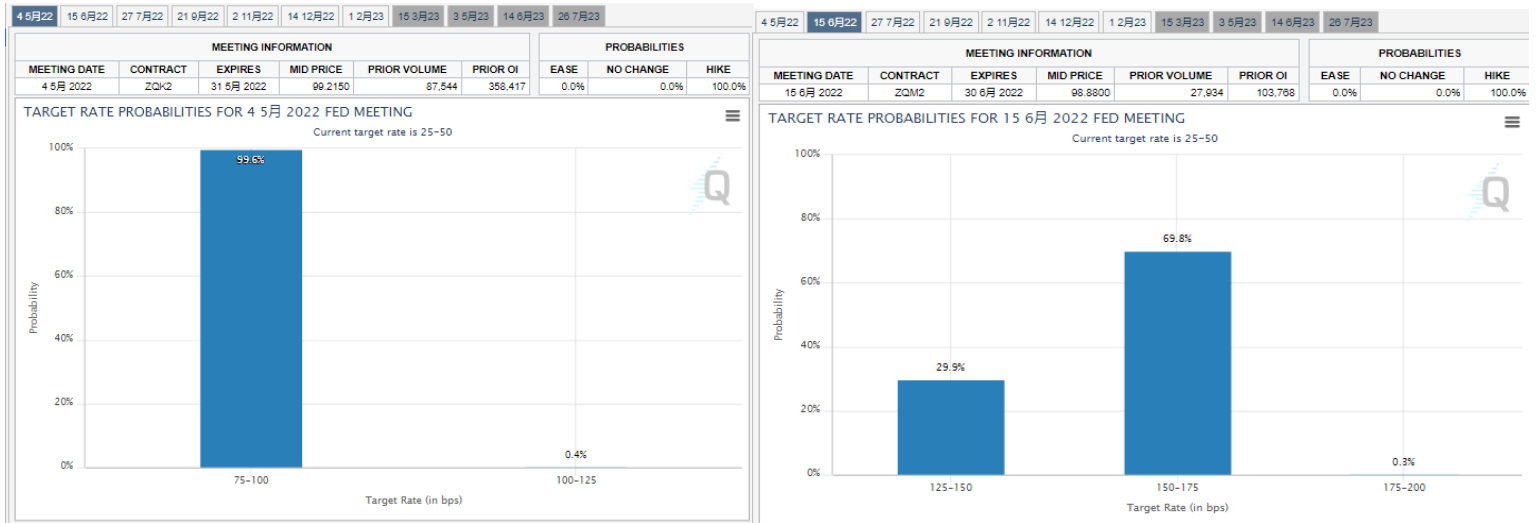 4 5月22 15 6月22 27 7月22 21 9月22 2 11月22 14 12月22 1 2月23 15 3月23 3 5月23 14 6月23 26 7月23
MEETING INFORMATION PROBABILITIES
MEETING DATE CONTRACT EXPIRES MID PRICE PRIOR VOLUME PRIOR OI EASE NO CHANGE HIKE
4 5月 2022 ZQK2 31 5月 2022 99.2150 87,544 358,417 0.0% 0.0% 100.0%
TARGET RATE PROBABILITIES FOR 4 5月 2022 FED MEETING
Current target rate is 25-50
100%
99.6%
Q
80%
60%
Probability
40%
20%
0.4%
0%
75-100 100-125
Target Rate (in bps)
4 5月22 15 6月22 27 7月22 21 9月22 2 11月22 14 12月22 1 2月23 15 3月23 3 5月23 14 6月23 26 7月23
MEETING INFORMATION PROBABILITIES
MEETING DATE CONTRACT EXPIRES MID PRICE PRIOR VOLUME PRIOR OI EASE NO CHANGE HIKE
15 6月 2022 ZQM2 30 6月 2022 98.8800 27,934 103,768 0.0% 0.0% 100.0%
TARGET RATE PROBABILITIES FOR 15 6月 2022 FED MEETING
Current target rate is 25-50
100%
Q
80%
69.8%
60%
Probability
40%
29.9%
20%
0.3%
0%
125-150 150-175 175-200
Target Rate (in bps)